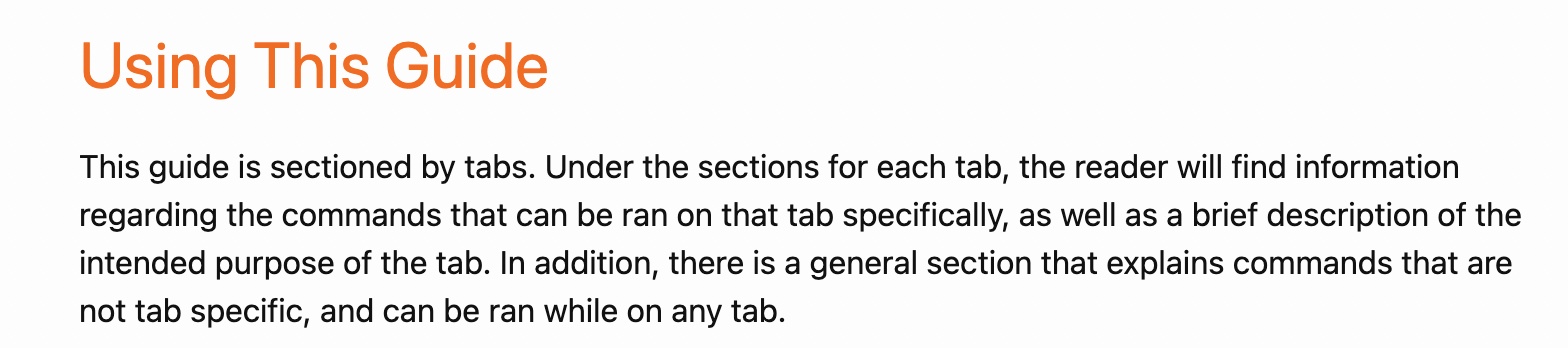 Using This Guide
This guide is sectioned by tabs. Under the sections for each tab, the reader will find information
regarding the commands that can be ran on that tab specifically, as well as a brief description of the
intended purpose of the tab. In addition, there is a general section that explains commands that are
not tab specific, and can be ran while on any tab.